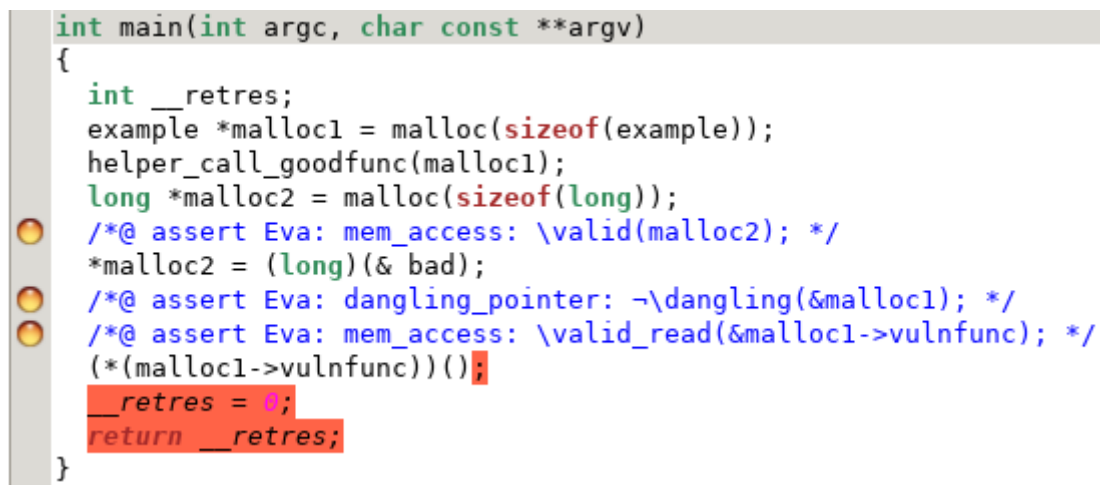 int main(int argc, char const **argv)
{
int __retres;
example *malloc1 = malloc(sizeof(example));
helper_call_goodfunc(malloc1);
long *malloc2 = malloc(sizeof(long));
/*@ assert Eva: mem_access: \valid(malloc2); */
*malloc2 = (long)(& bad);
/*@ assert Eva: dangling_pointer: ¬\dangling(&malloc1); */
/*@ assert Eva: mem_access: \valid_read(&malloc1->vulnfunc); */
(*(malloc1->vulnfunc))();
__retres = 0;
return __retres;
}